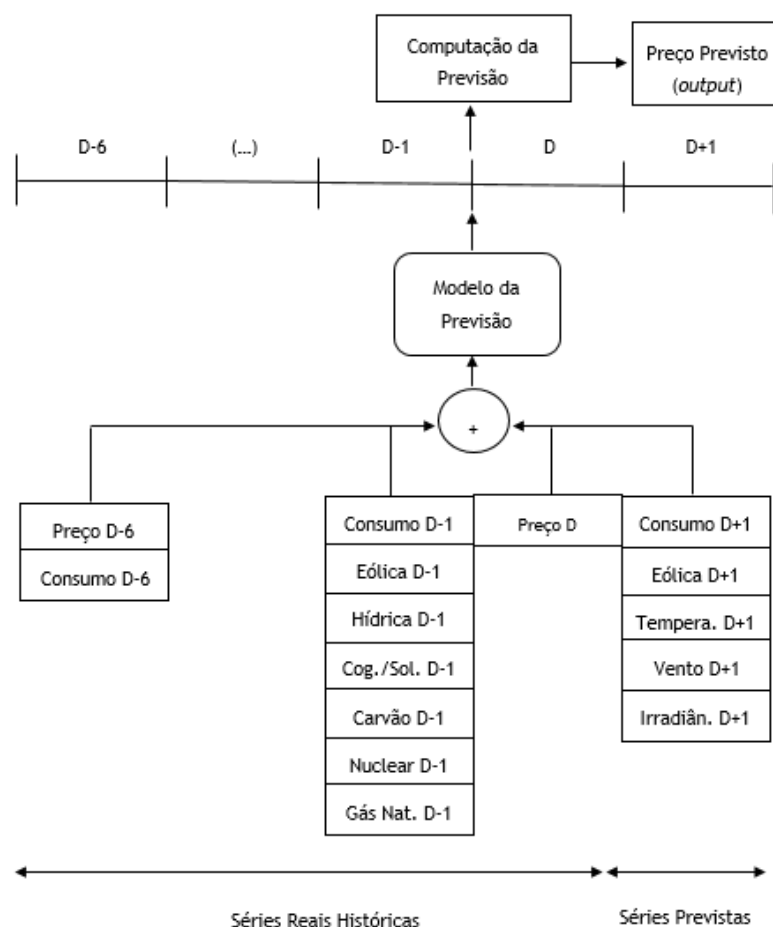 Computação da
Previsão
Preço Previsto
(output)
D-6
(...)
D-1
D
D+1
Modelo da
Previsão
+
Preço D-6
Consumo D-6
Consumo D-1
Eólica D-1
Hídrica D-1
Cog./Sol. D-1
Carvão D-1
Nuclear D-1
Gás Nat. D-1
Preço D
Consumo D+1
Eólica D+1
Tempera. D+1
Vento D+1
Irradiân. D+1
Séries Reais Históricas
Séries Previstas